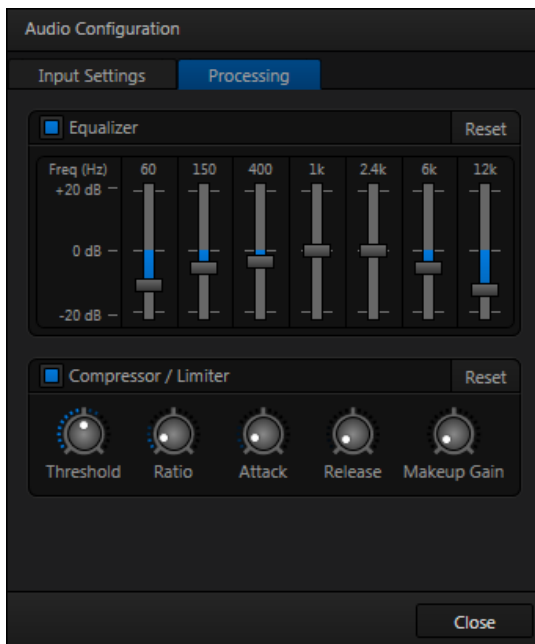 Audio Configuration
Input Settings Processing
Equalizer Reset
Freq (Hz) 60 150 400 1k 2.4k 6k 12k
+20 dB
0 dB
-20 dB
Compressor / Limiter Reset
Threshold Ratio Attack Release Makeup Gain
Close